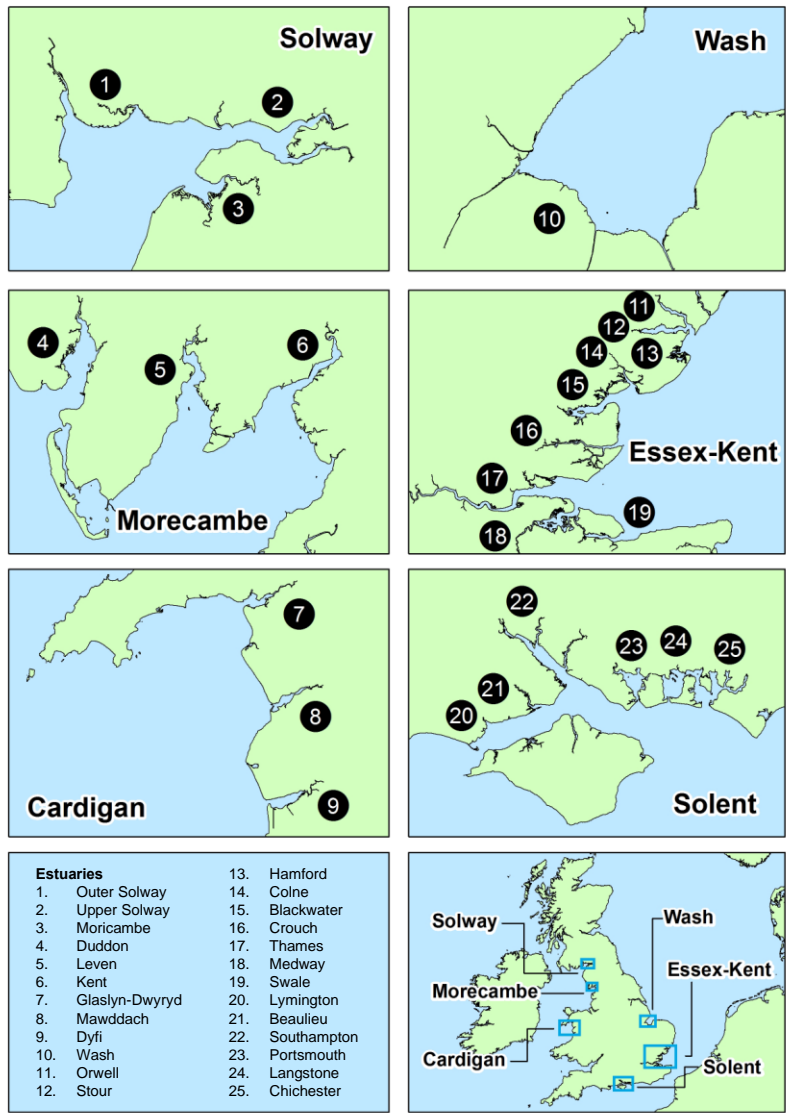 Solway
1
2
3
Wash
10
4
5
6
Morecambe
11
12
13
14
15
16
Essex-Kent
17
18
19
7
8
9
Cardigan
22
23
24
25
21
20
Solent
Estuaries
1. Outer Solway
2. Upper Solway
3. Moricambe
4. Duddon
5. Leven
6. Kent
7. Glaslyn-Dwyryd
8. Mawddach
9. Dyfi
10. Wash
11. Orwell
12. Stour
13. Hamford
14. Colne
15. Blackwater
16. Crouch
17. Thames
18. Medway
19. Swale
20. Lymington
21. Beaulieu
22. Southampton
23. Portsmouth
24. Langstone
25. Chichester
Solway
Wash
Essex-Kent
Morecambe
Cardigan
Solent